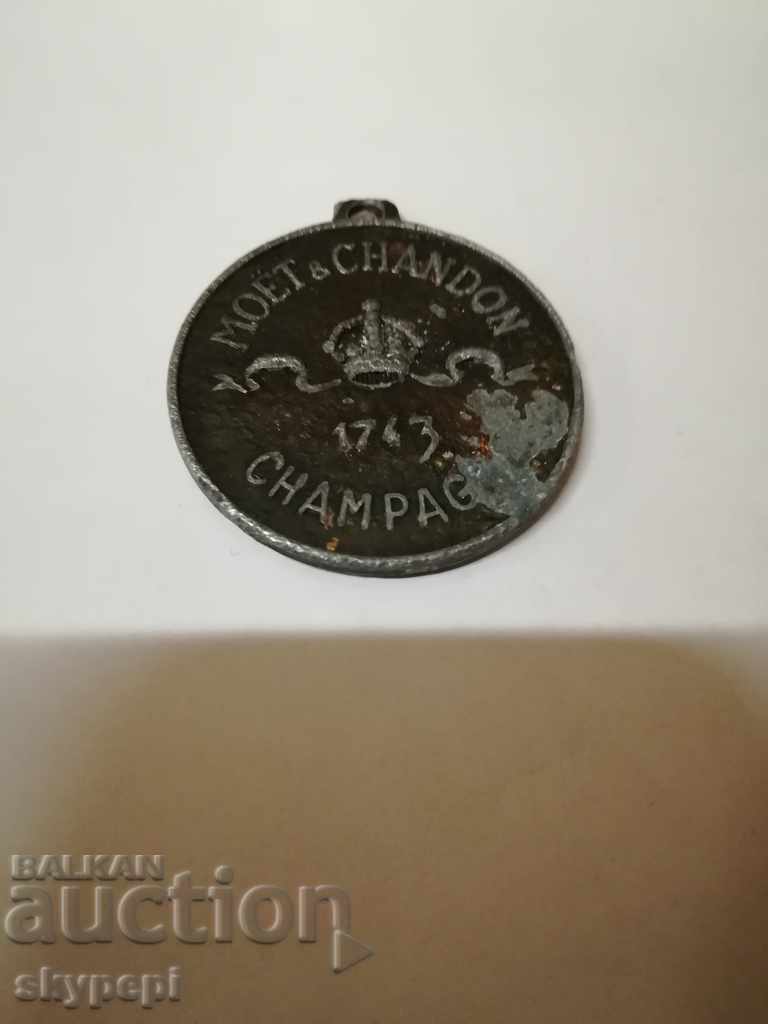 MOËT & CHANDON
1743
CHAMPAG
BALKAN
auction
skypepi